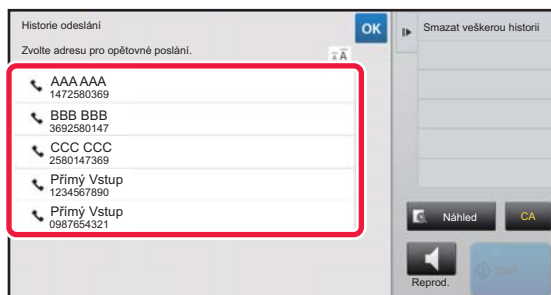 Historie odeslání
OK
Smazat veškerou historii
Zvolte adresu pro opětovné poslání.
AAA AAA
1472580369
BBB BBB
3692580147
CCC CCC
2580147369
Přímý Vstup
1234567890
Přímý Vstup
0987654321
Náhled
CA
Reprod.
Start